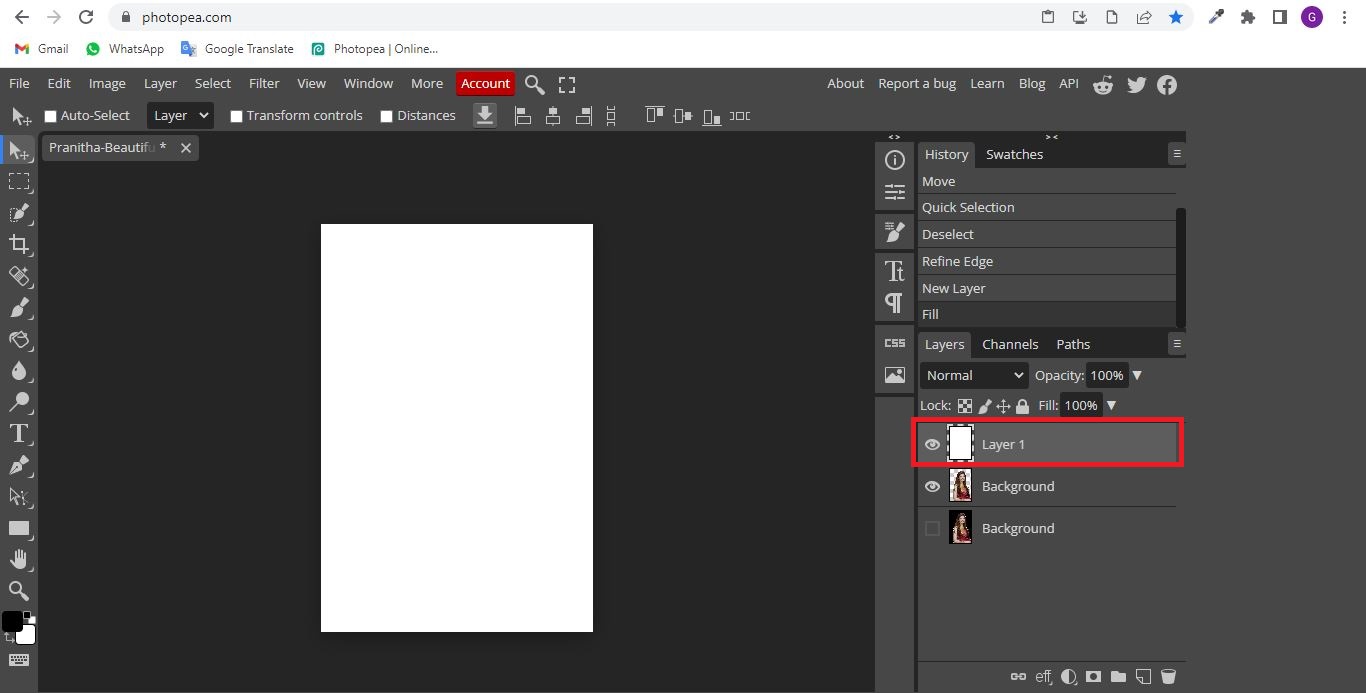 photopea.com
G
Gmail WhatsApp Google Translate Photopea | Online...
File Edit Image Layer Select Filter View Window More Account About Report a bug Learn Blog API
Auto-Select Layer Transform controls Distances
Pranitha-Beautifu *
History Swatches
Move
Quick Selection
Deselect
Refine Edge
New Layer
Fill
CSS
Layers Channels Paths
Normal Opacity: 100%
Lock: Fill: 100%
Layer 1
Background
Background
eff